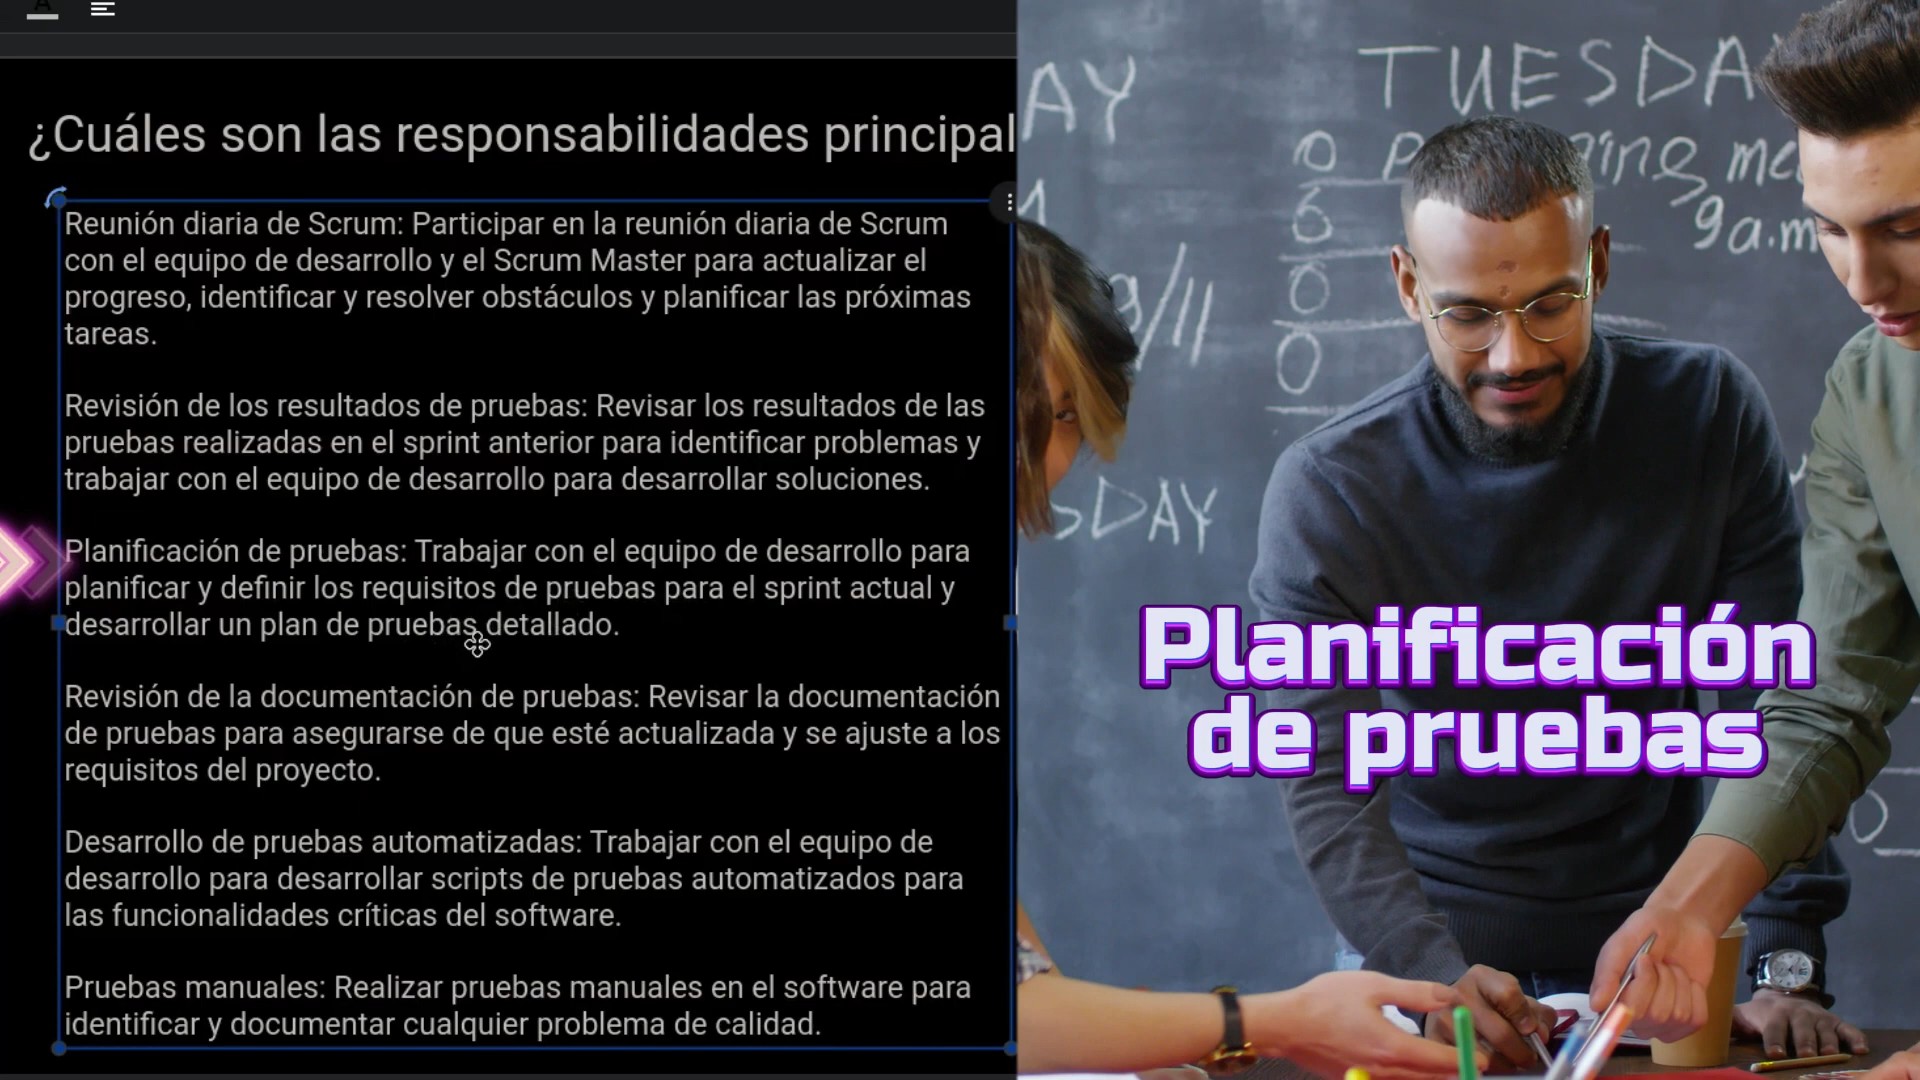 A
¿Cuáles son las responsabilidades principal
Reunión diaria de Scrum: Participar en la reunión diaria de Scrum
con el equipo de desarrollo y el Scrum Master para actualizar el
progreso, identificar y resolver obstáculos y planificar las próximas
tareas.
Revisión de los resultados de pruebas: Revisar los resultados de las
pruebas realizadas en el sprint anterior para identificar problemas y
trabajar con el equipo de desarrollo para desarrollar soluciones.
Planificación de pruebas: Trabajar con el equipo de desarrollo para
planificar y definir los requisitos de pruebas para el sprint actual y
desarrollar un plan de pruebas detallado.
Revisión de la documentación de pruebas: Revisar la documentación
de pruebas para asegurarse de que esté actualizada y se ajuste a los
requisitos del proyecto.
Desarrollo de pruebas automatizadas: Trabajar con el equipo de
desarrollo para desarrollar scripts de pruebas automatizados para
las funcionalidades críticas del software.
Pruebas manuales: Realizar pruebas manuales en el software para
identificar y documentar cualquier problema de calidad.
AY
TUESDA
9a.m
9/11
SDAY
0
6
0
0
Planificación
de pruebas